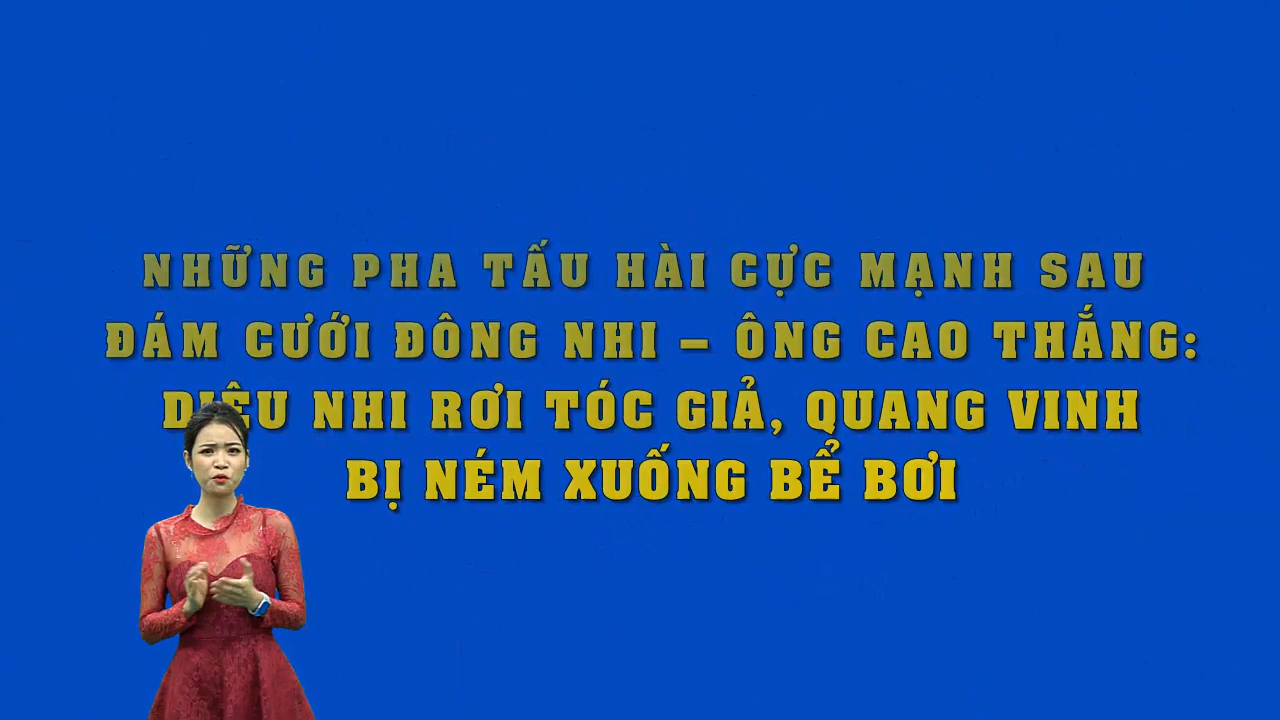 NHỮNG PHA TẤU HÀI CỰC MẠNH SAU
ĐÁM CƯỚI ĐÔNG NHI – ÔNG CAO THẮNG:
DIỆU NHI RƠI TÓC GIẢ, QUANG VINH
BỊ NÉM XUỐNG BỂ BƠI